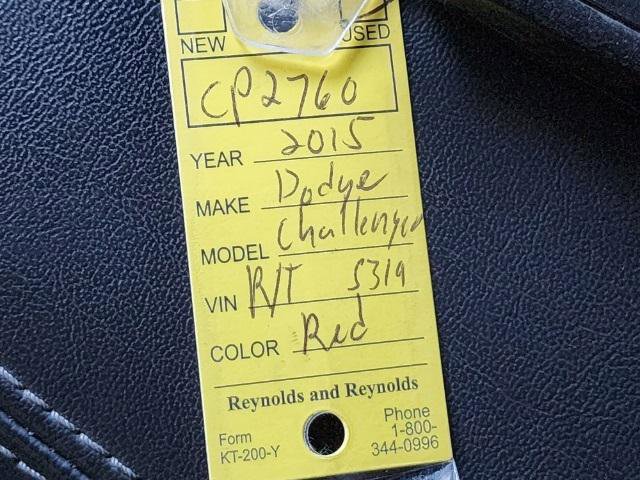 NEW USED
CP2760
YEAR 2015
MAKE Dodge
MODEL Challenger
VIN R/T 5319
COLOR Red
Reynolds and Reynolds
Form
KT-200-Y
Phone
1-800-
344-0996